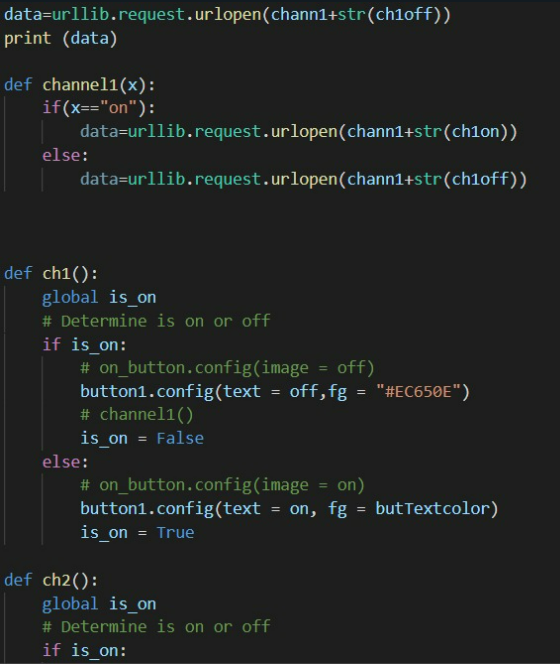 data=urllib.request.urlopen(chann1+str(ch1off))
print (data)
def channel1(x):
    if(x=="on"):
        data=urllib.request.urlopen(chann1+str(ch1on))
    else:
        data=urllib.request.urlopen(chann1+str(ch1off))
def ch1():
    global is_on
    # Determine is on or off
    if is_on:
        # on_button.config(image = off)
        button1.config(text = off,fg = "#EC650E")
        # channel1()
        is_on = False
    else:
        # on_button.config(image = on)
        button1.config(text = on, fg = butTextcolor)
        is_on = True
def ch2():
    global is_on
    # Determine is on or off
    if is_on: